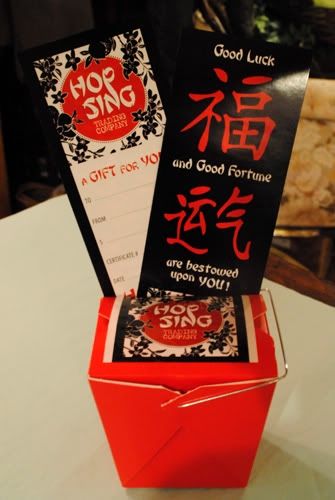 HOP
SING
TRADING
COMPANY
A GIFT FOR YOU
TO
FROM
$
CERTIFICATE #
DATE
Good Luck
福
and Good Fortune
运气
are bestowed
upon YOU!
HOP
SING
TRADING
COMPANY